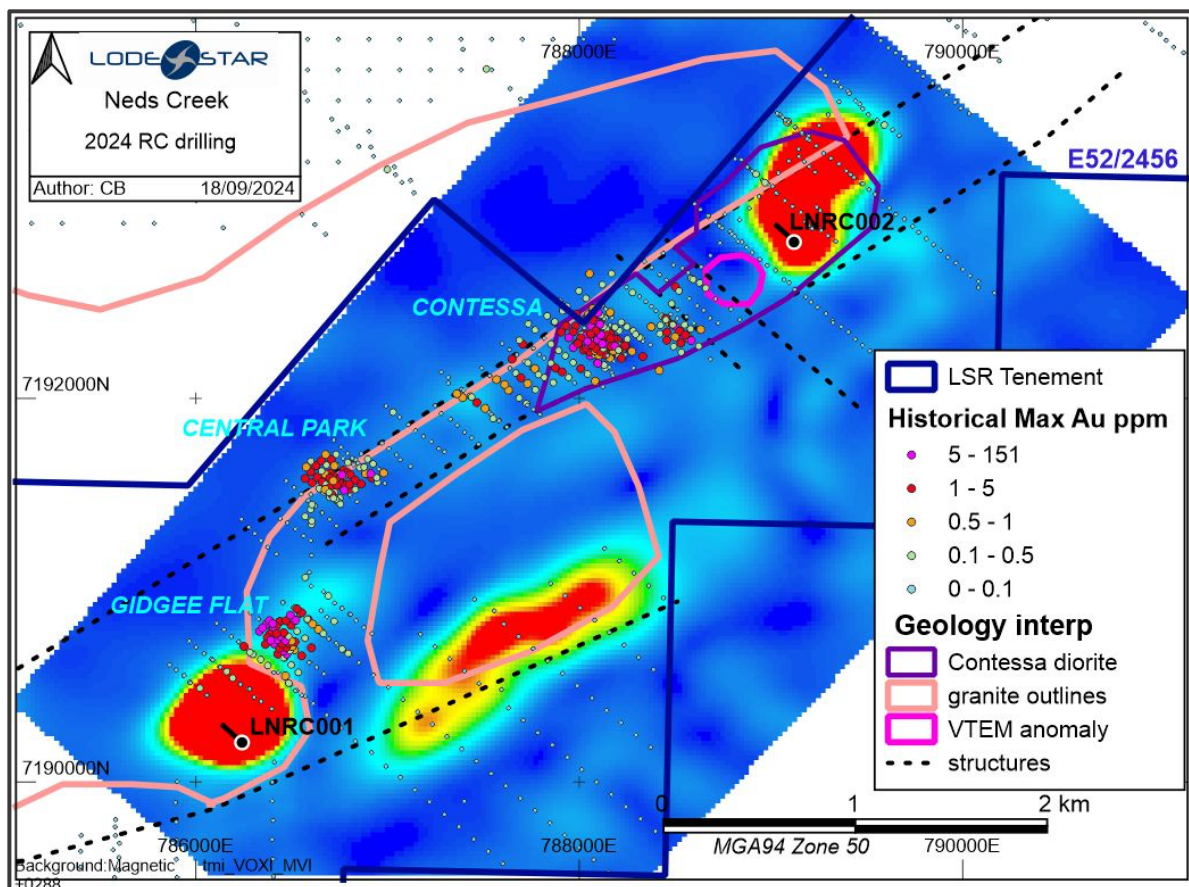 LODESTAR
Neds Creek
2024 RC drilling
Author: CB 18/09/2024
788000E
790000E
E52/2456
LNRC002
CONTESSA
7192000N
CENTRAL PARK
GIDGEE FLAT
LNRC001
7190000N
LSR Tenement
Historical Max Au ppm
5 - 151
1 - 5
0.5 - 1
0.1 - 0.5
0 - 0.1
Geology interp
Contessa diorite
granite outlines
VTEM anomaly
structures
0 1 2 km
MGA94 Zone 50
786000E
788000E
790000E
Background:Magnetic tmi_VOXI_MVI